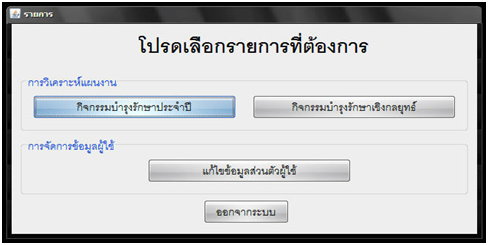 รายการ
โปรดเลือกรายการที่ต้องการ
การวิเคราะห์แผนงาน
กิจกรรมบำรุงรักษาประจำปี กิจกรรมบำรุงรักษาเชิงกลยุทธ์
การจัดการข้อมูลผู้ใช้
แก้ไขข้อมูลส่วนตัวผู้ใช้
ออกจากระบบ